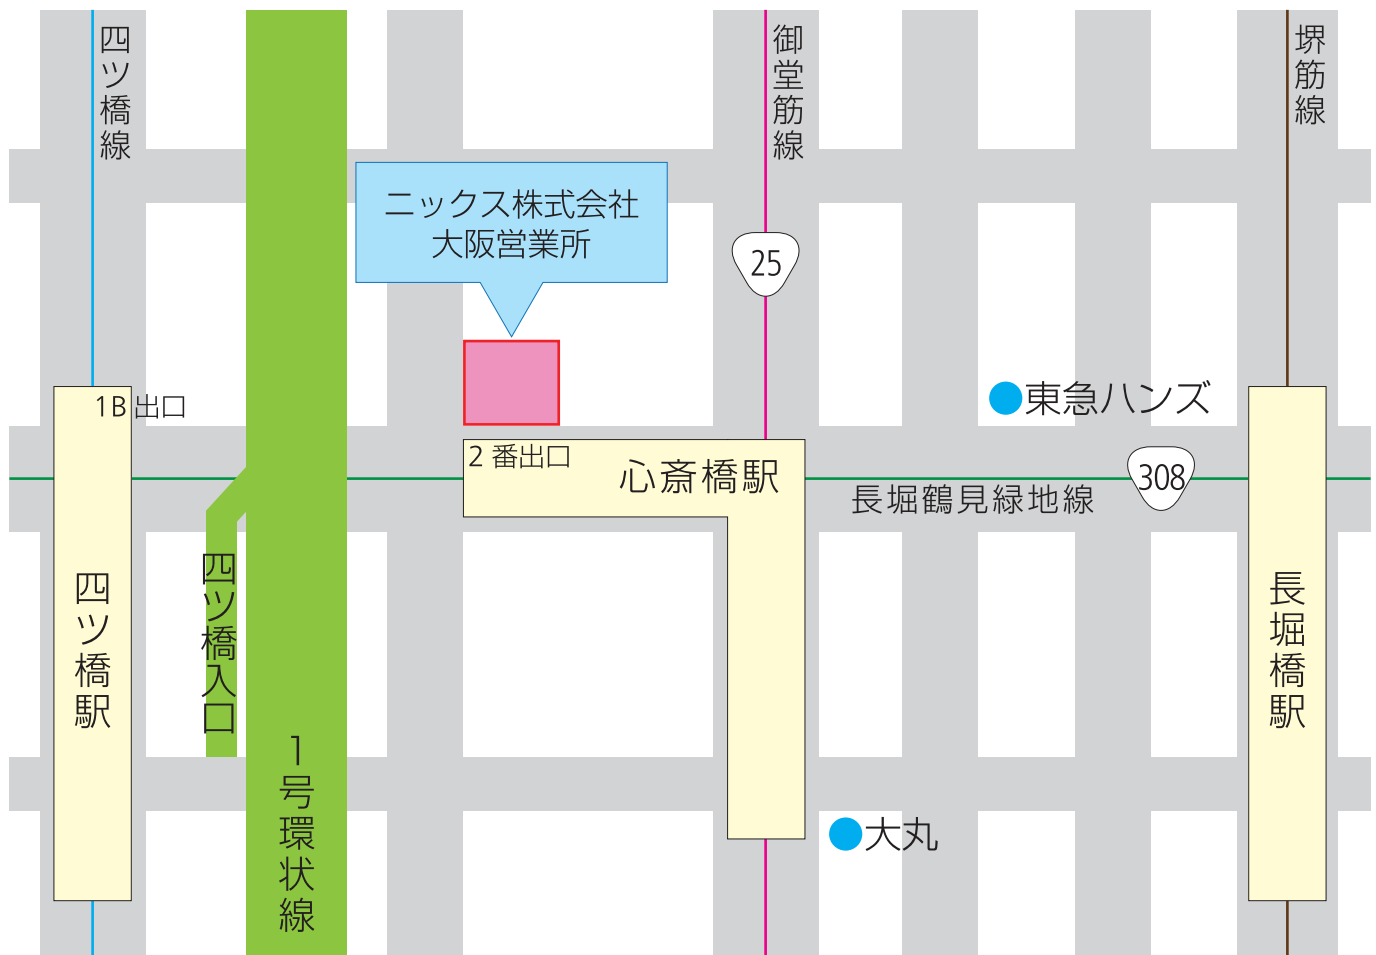 四ツ橋線
御堂筋線
堺筋線
ニックス株式会社
大阪営業所
25
東急ハンズ
1B 出口
2 番出口
心斎橋駅
308
長堀鶴見緑地線
四ツ橋入口
四ツ橋駅
長堀橋駅
1号環状線
大丸